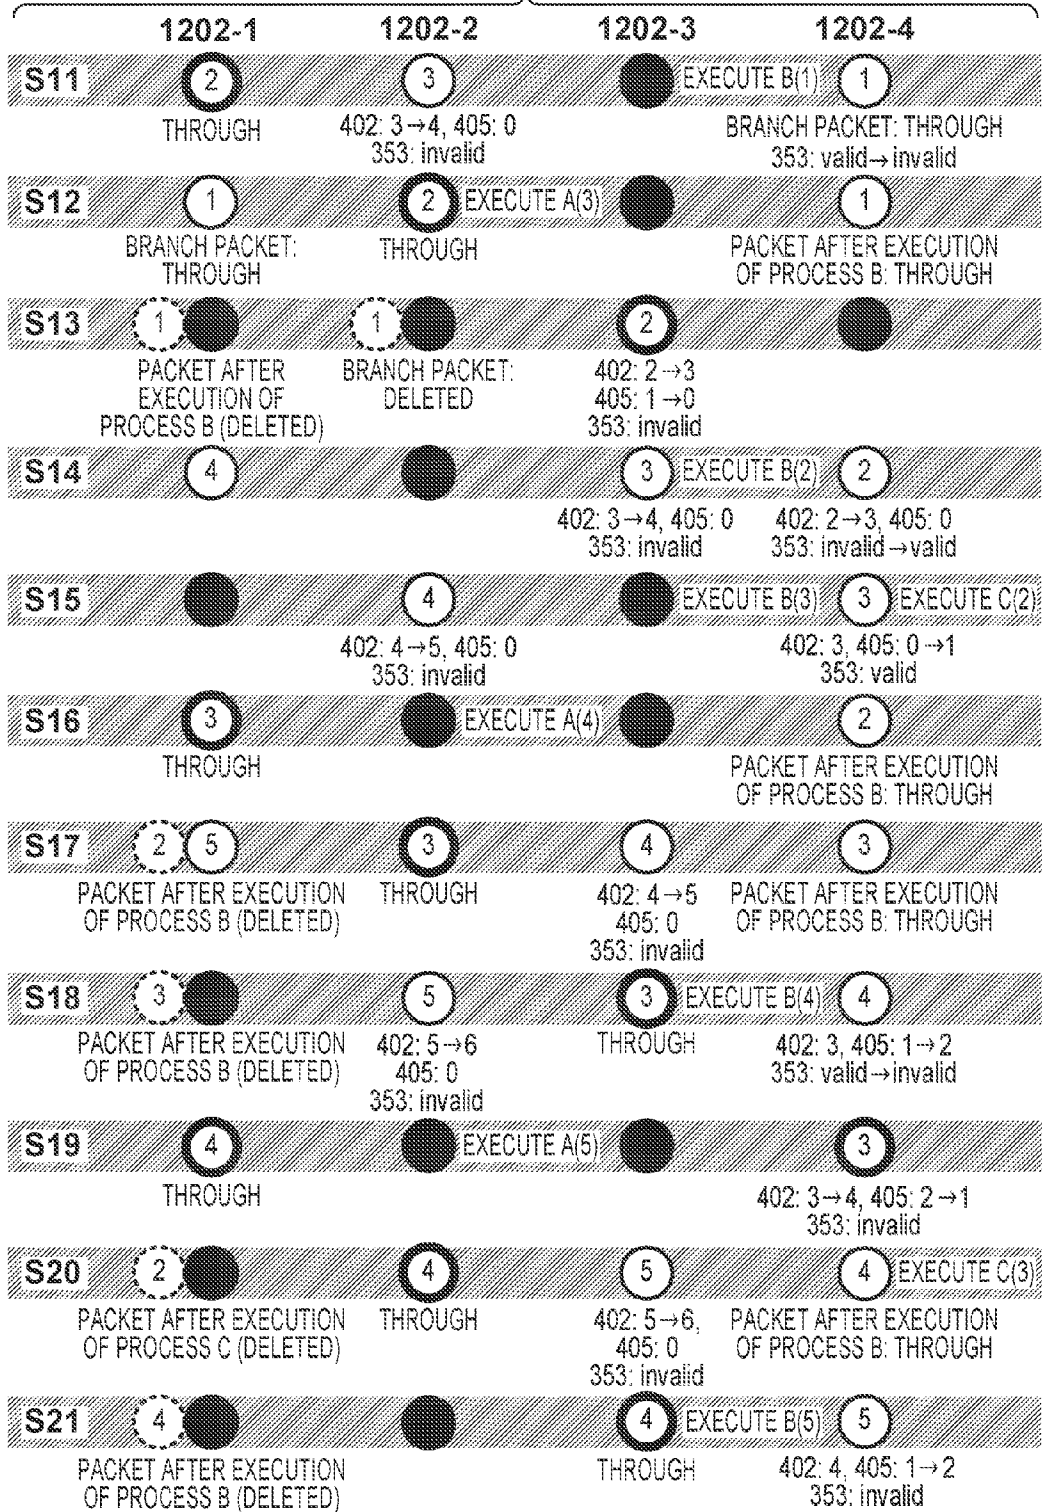 1202-1 1202-2 1202-3 1202-4
S11 2 3 EXECUTE B(1) 1
THROUGH 402: 3→4, 405: 0 BRANCH PACKET: THROUGH
353: invalid 353: valid→invalid
S12 1 2 EXECUTE A(3) 1
BRANCH PACKET: THROUGH PACKET AFTER EXECUTION
THROUGH OF PROCESS B: THROUGH
S13 1 1 2
PACKET AFTER BRANCH PACKET: 402: 2→3
EXECUTION OF DELETED 405: 1→0
PROCESS B (DELETED) 353: invalid
S14 4 3 EXECUTE B(2) 2
402: 3→4, 405: 0 402: 2→3, 405: 0
353: invalid 353: invalid→valid
S15 4 EXECUTE B(3) 3 EXECUTE C(2)
402: 4→5, 405: 0 402: 3, 405: 0→1
353: invalid 353: valid
S16 3 EXECUTE A(4) 2
THROUGH PACKET AFTER EXECUTION
OF PROCESS B: THROUGH
S17 2 5 3 4 3
PACKET AFTER EXECUTION THROUGH 402: 4→5 PACKET AFTER EXECUTION
OF PROCESS B (DELETED) 405: 0 OF PROCESS B: THROUGH
353: invalid
S18 3 5 3 EXECUTE B(4) 4
PACKET AFTER EXECUTION 402: 5→6 THROUGH 402: 3, 405: 1→2
OF PROCESS B (DELETED) 405: 0 353: valid→invalid
353: invalid
S19 4 EXECUTE A(5) 3
THROUGH 402: 3→4, 405: 2→1
353: invalid
S20 2 4 5 4 EXECUTE C(3)
PACKET AFTER EXECUTION THROUGH 402: 5→6, PACKET AFTER EXECUTION
OF PROCESS C (DELETED) 405: 0 OF PROCESS B: THROUGH
353: invalid
S21 4 4 EXECUTE B(5) 5
PACKET AFTER EXECUTION THROUGH 402: 4, 405: 1→2
OF PROCESS B (DELETED) 353: invalid